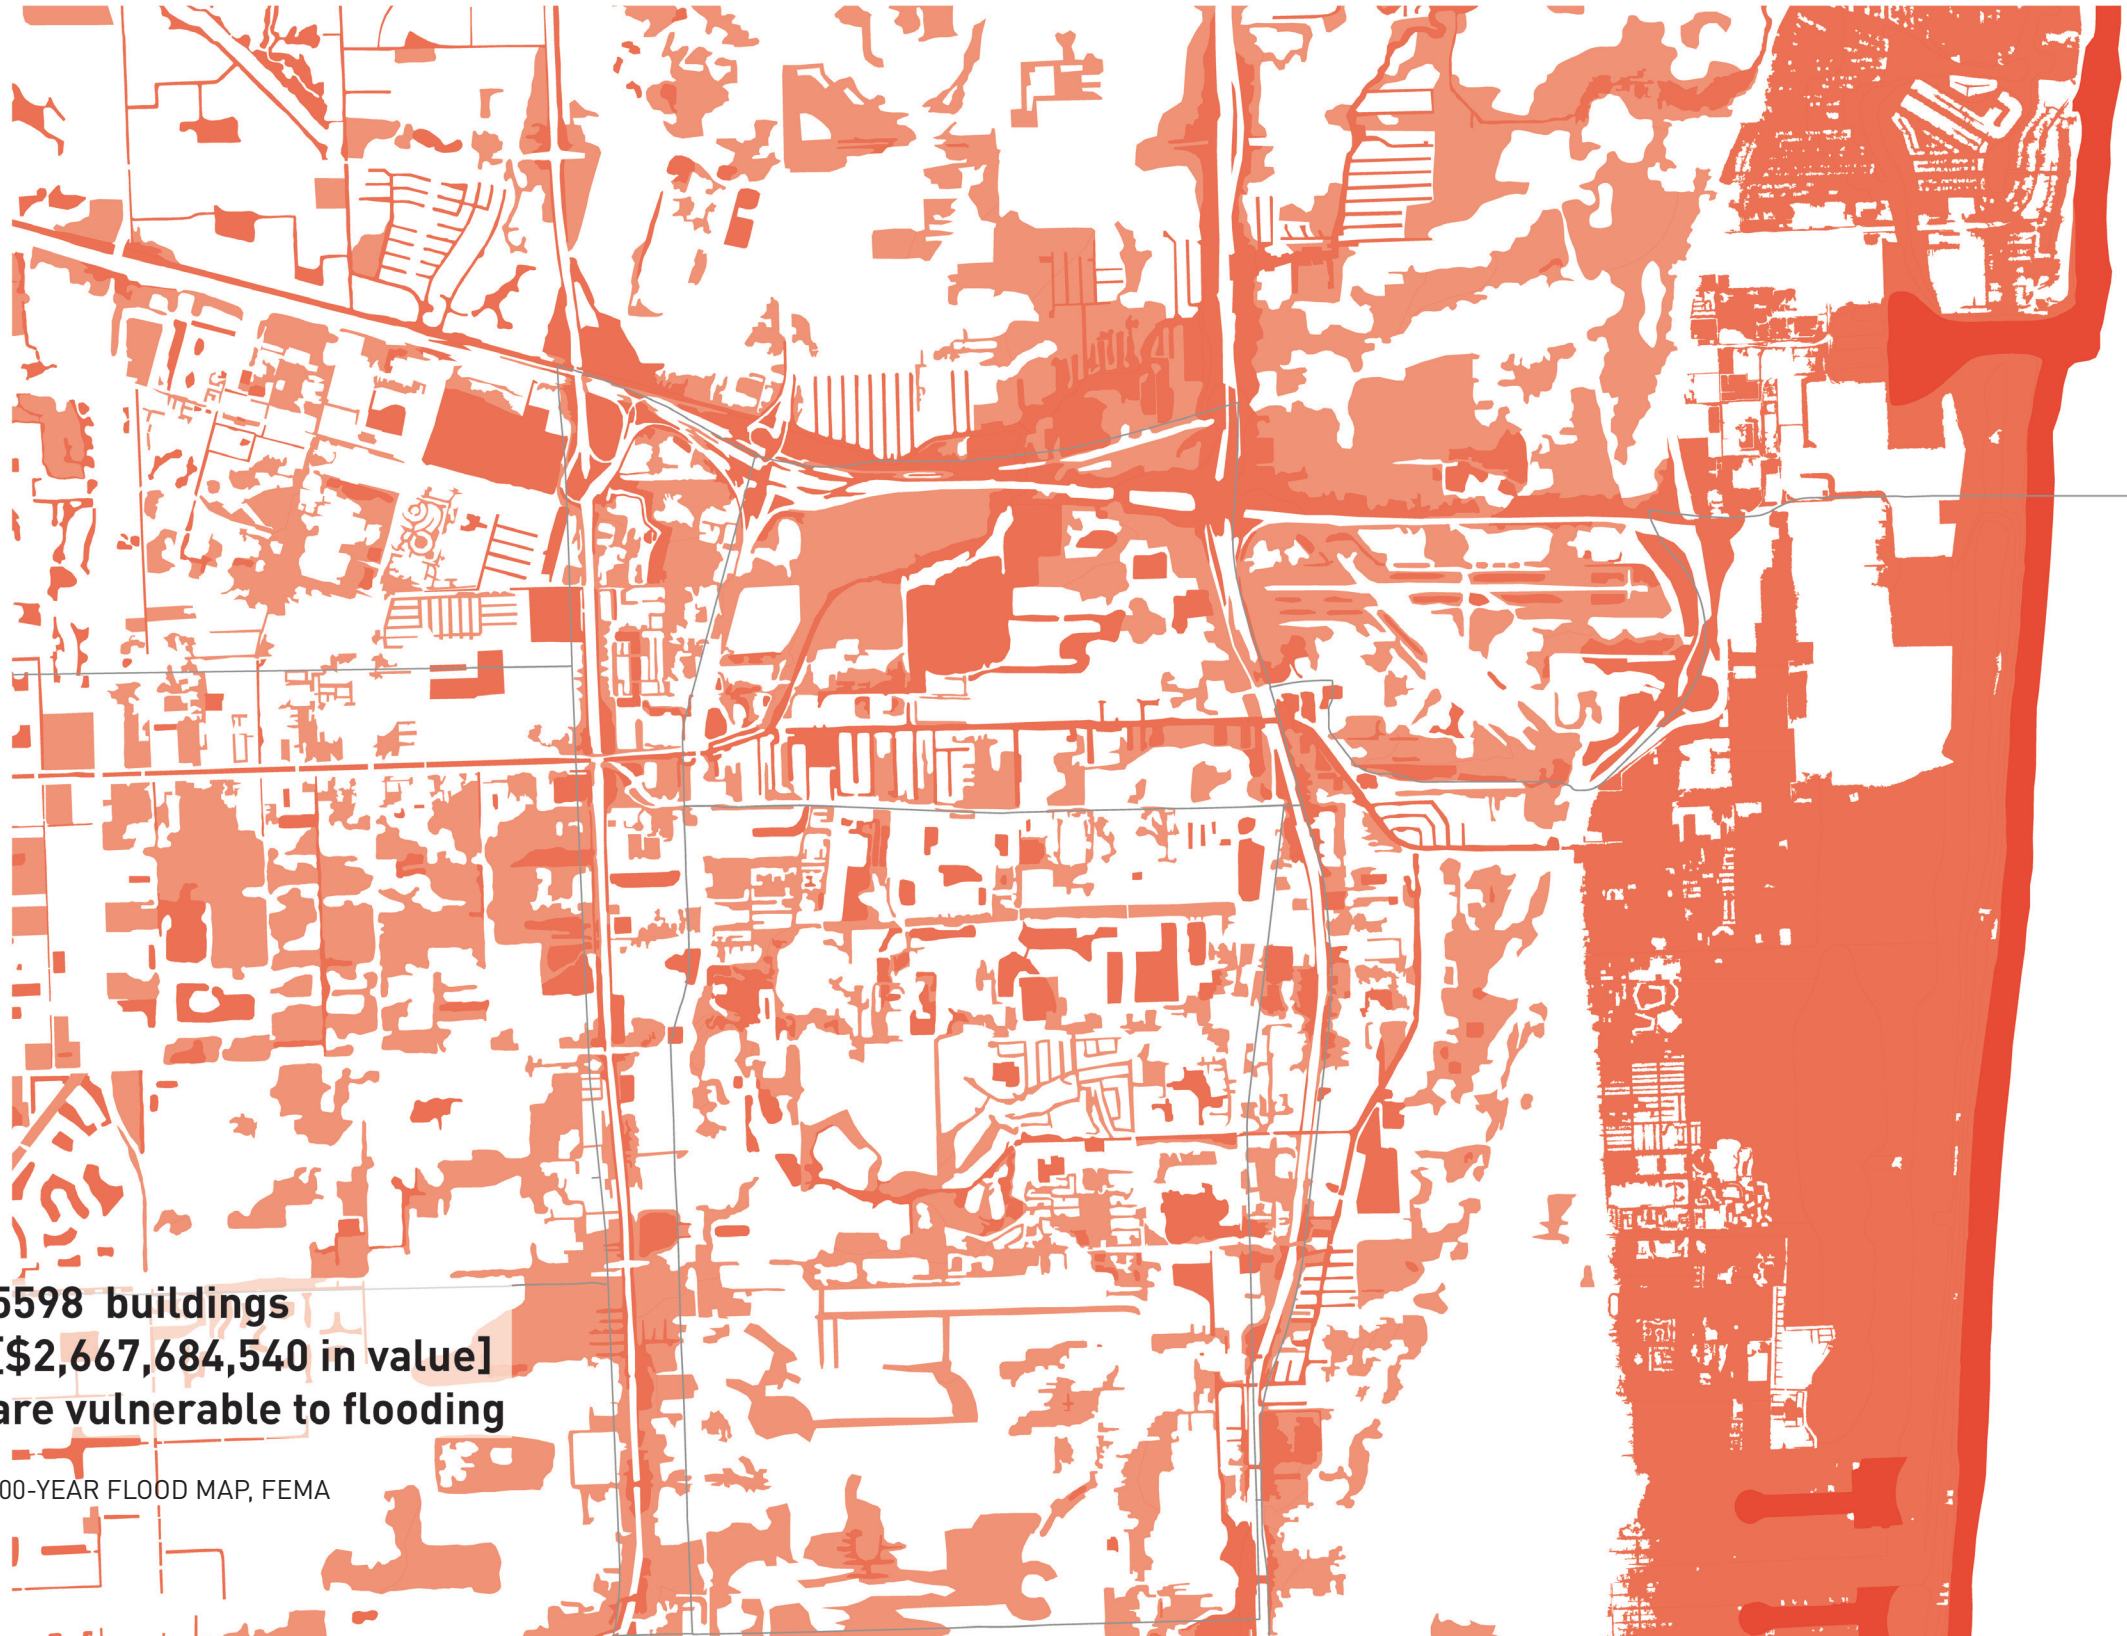 5598 buildings
[$2,667,684,540 in value]
are vulnerable to flooding
00-YEAR FLOOD MAP, FEMA